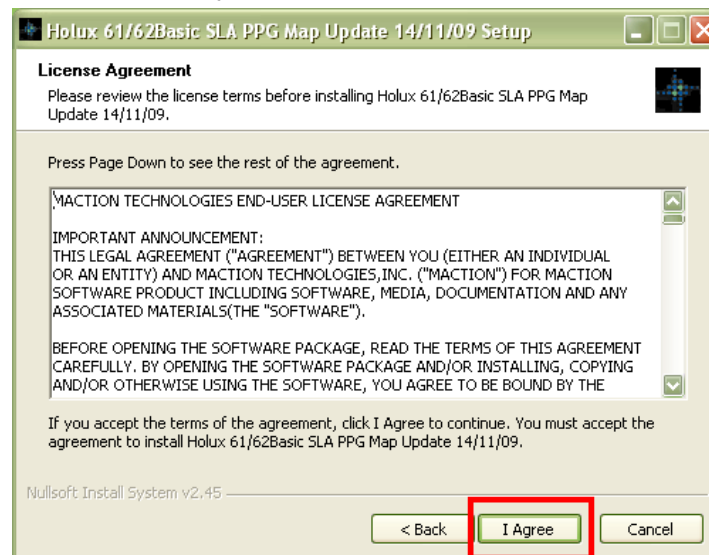 Holux 61/62Basic SLA PPG Map Update 14/11/09 Setup
License Agreement
Please review the license terms before installing Holux 61/62Basic SLA PPG Map
Update 14/11/09.
Press Page Down to see the rest of the agreement.
MACTION TECHNOLOGIES END-USER LICENSE AGREEMENT
IMPORTANT ANNOUNCEMENT:
THIS LEGAL AGREEMENT ("AGREEMENT") BETWEEN YOU (EITHER AN INDIVIDUAL
OR AN ENTITY) AND MACTION TECHNOLOGIES,INC. ("MACTION") FOR MACTION
SOFTWARE PRODUCT INCLUDING SOFTWARE, MEDIA, DOCUMENTATION AND ANY
ASSOCIATED MATERIALS(THE "SOFTWARE").
BEFORE OPENING THE SOFTWARE PACKAGE, READ THE TERMS OF THIS AGREEMENT
CAREFULLY. BY OPENING THE SOFTWARE PACKAGE AND/OR INSTALLING, COPYING
AND/OR OTHERWISE USING THE SOFTWARE, YOU AGREE TO BE BOUND BY THE
If you accept the terms of the agreement, click I Agree to continue. You must accept the
agreement to install Holux 61/62Basic SLA PPG Map Update 14/11/09.
Nullsoft Install System v2.45
< Back I Agree Cancel